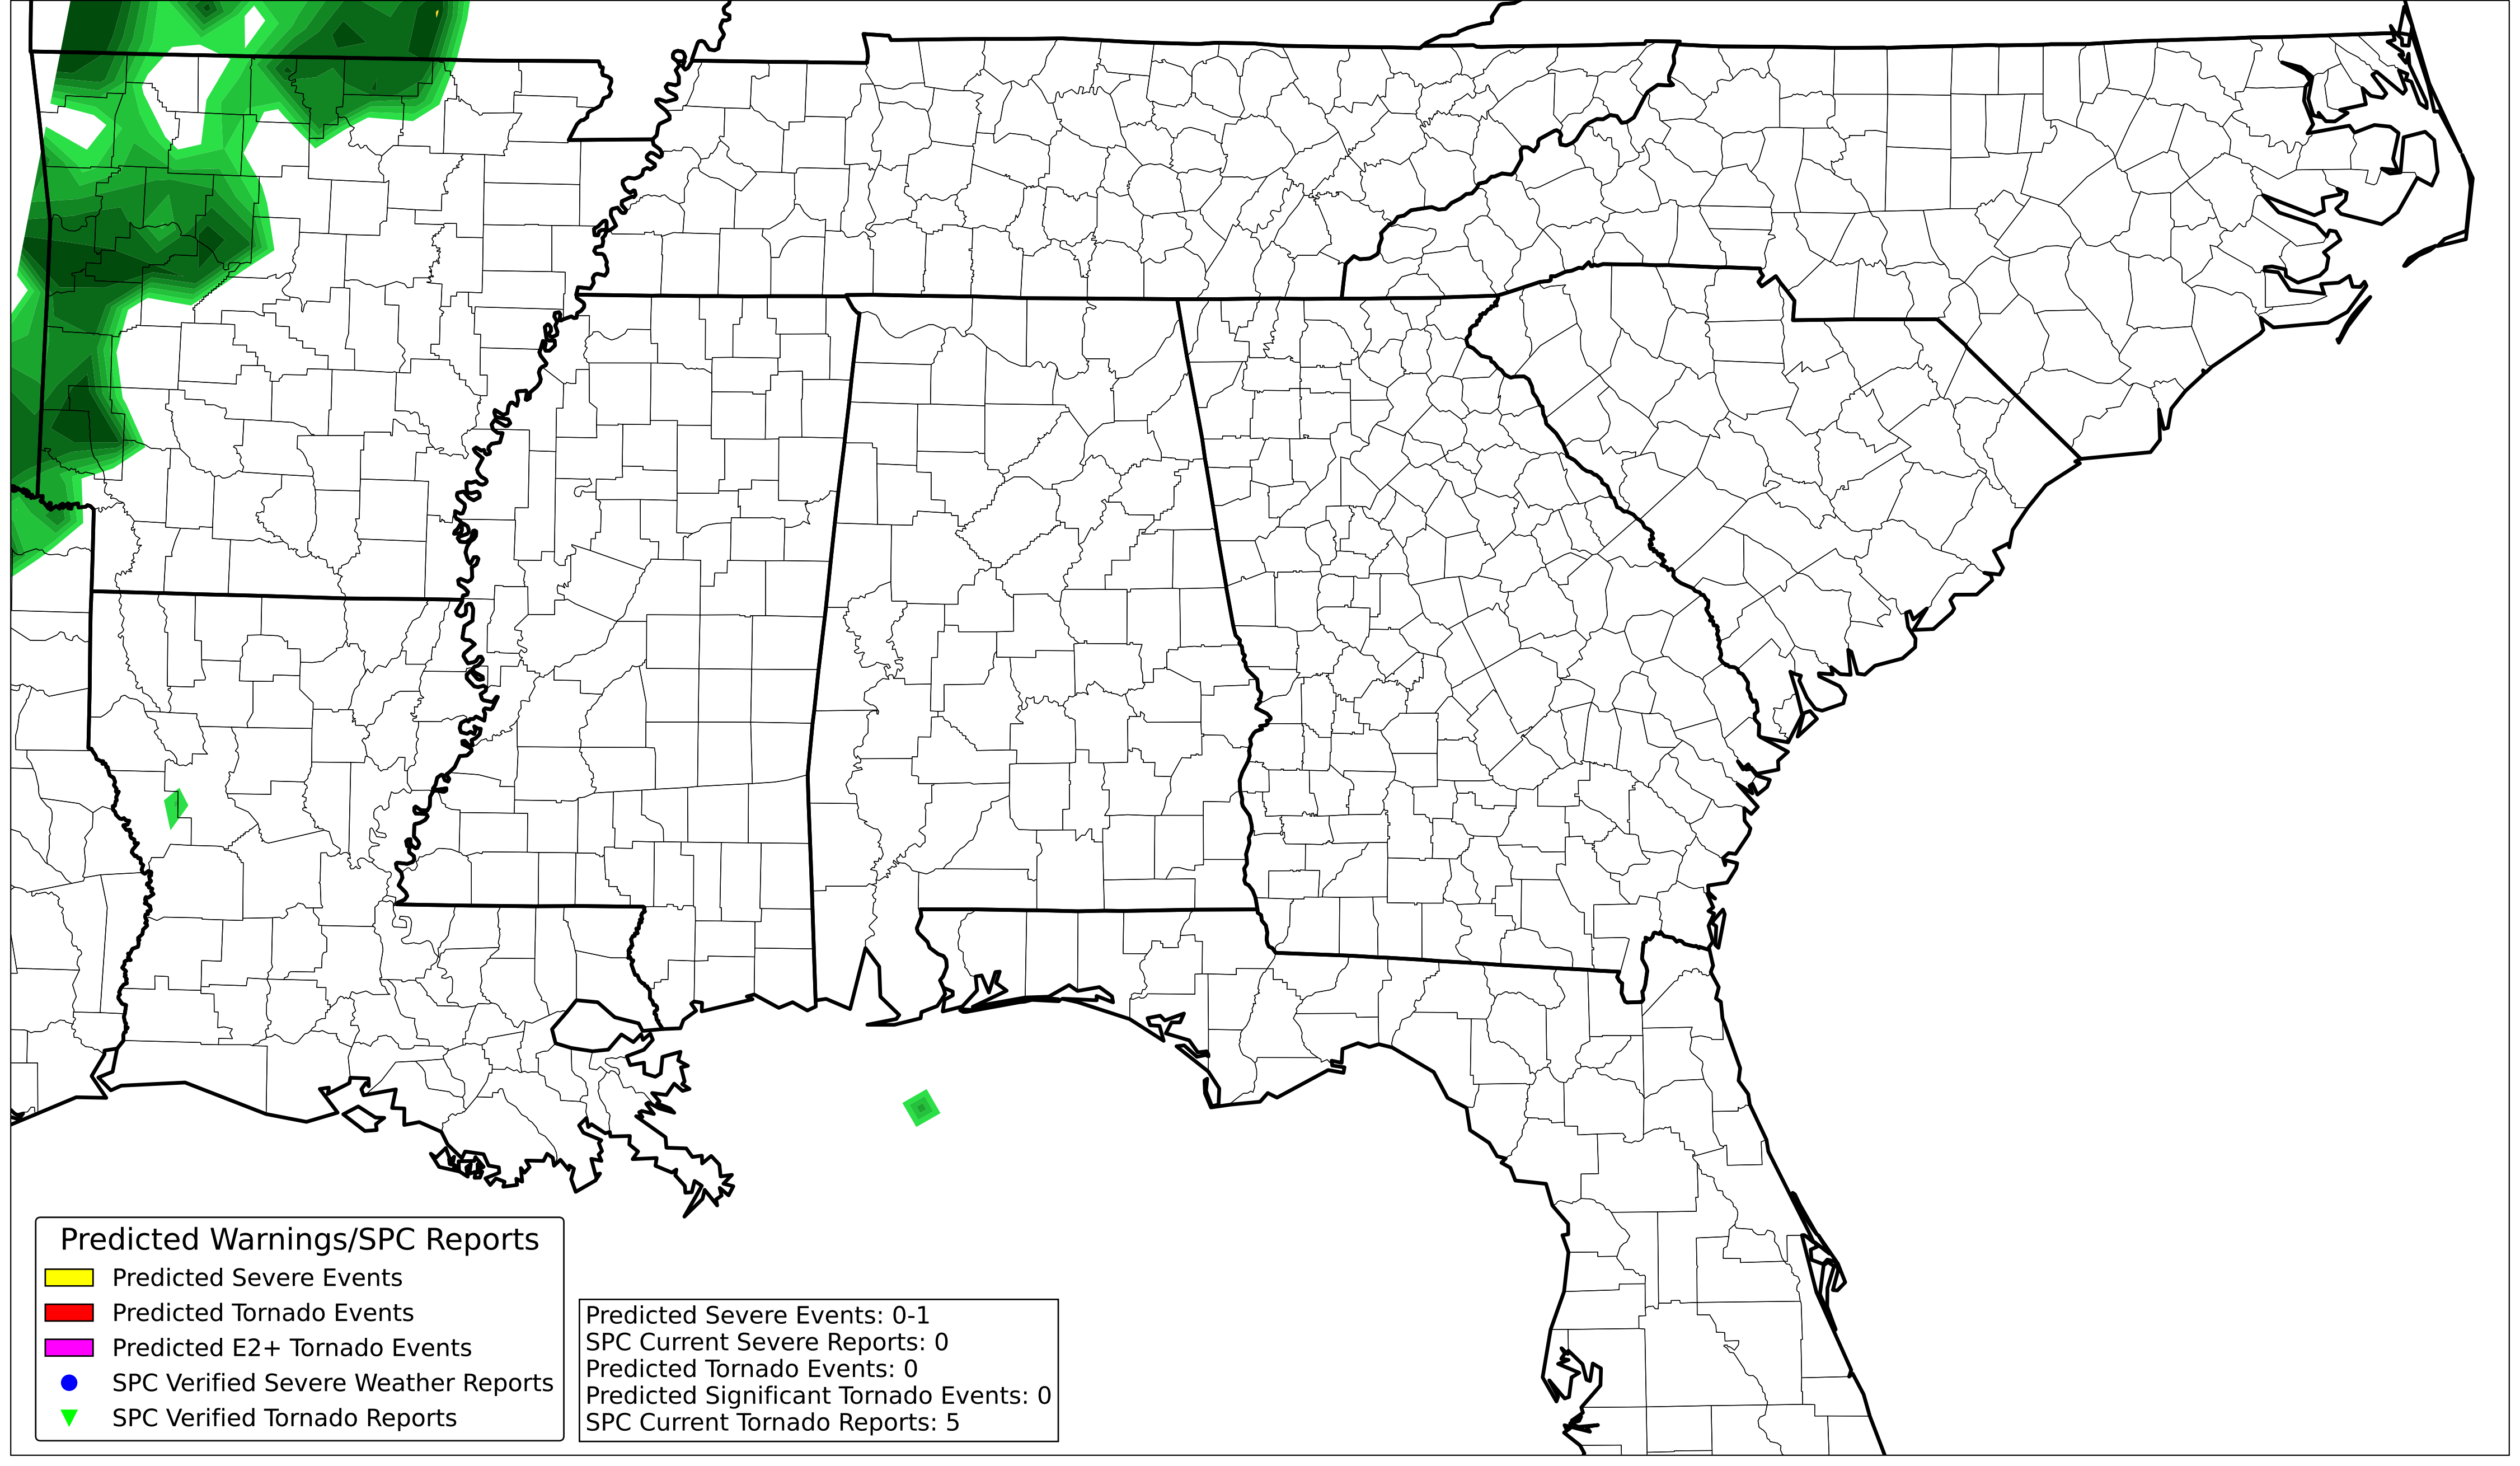 Predicted Warnings/SPC Reports
Predicted Severe Events
Predicted Tornado Events
Predicted E2+ Tornado Events
SPC Verified Severe Weather Reports
SPC Verified Tornado Reports
Predicted Severe Events: 0-1
SPC Current Severe Reports: 0
Predicted Tornado Events: 0
Predicted Significant Tornado Events: 0
SPC Current Tornado Reports: 5